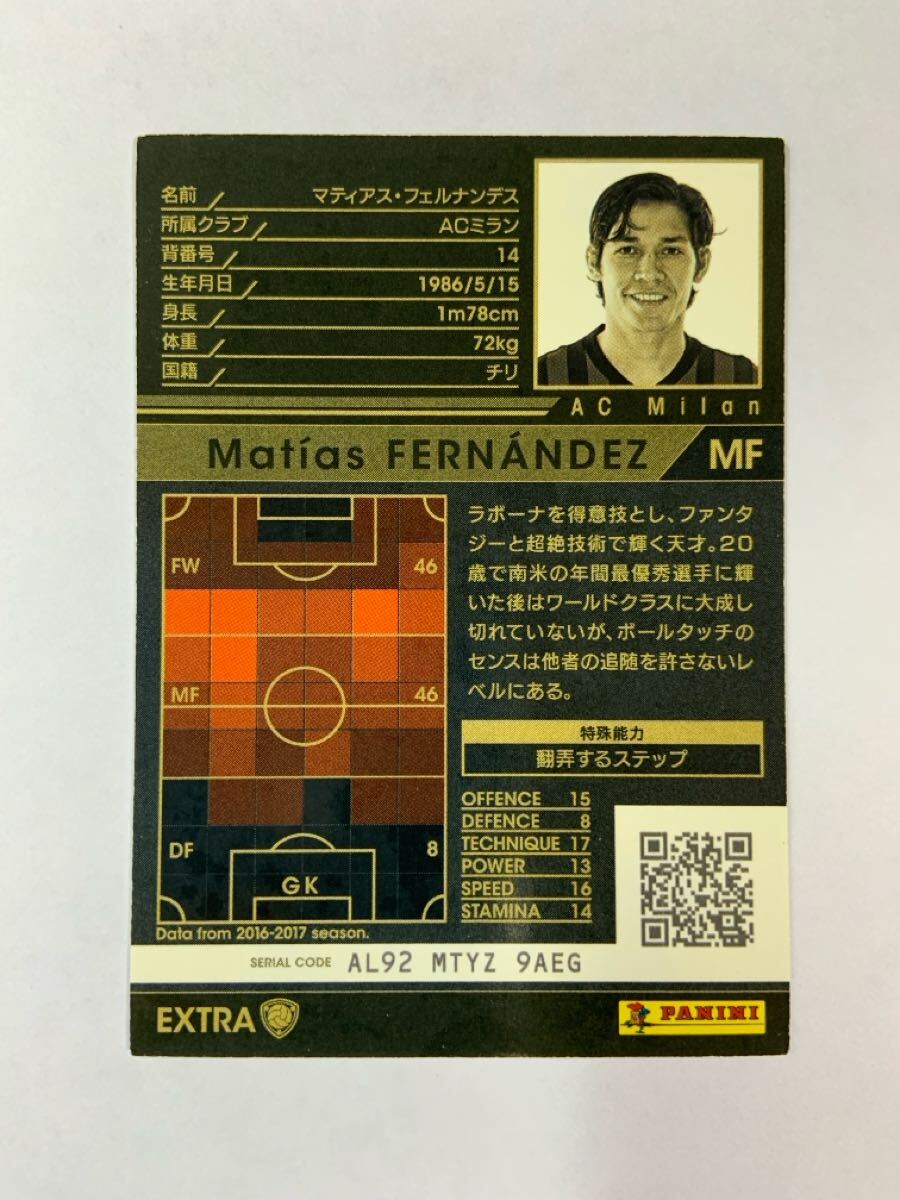 名前 マティアス・フェルナンデス
所属クラブ ACミラン
背番号 14
生年月日 1986/5/15
身長 1m78cm
体重 72kg
国籍 チリ
AC Milan
Matías FERNÁNDEZ MF
FW 46
MF 46
DF 8
GK
Data from 2016-2017 season.
ラボーナを得意技とし、ファンタ
ジーと超絶技術で輝く天才。20
歳で南米の年間最優秀選手に輝
いた後はワールドクラスに大成し
切れていないが、ボールタッチの
センスは他者の追随を許さないレ
ベルにある。
特殊能力
翻弄するステップ
OFFENCE 15
DEFENCE 8
TECHNIQUE 17
POWER 13
SPEED 16
STAMINA 14
SERIAL CODE AL92 MTYZ 9AEG
EXTRA
PANINI